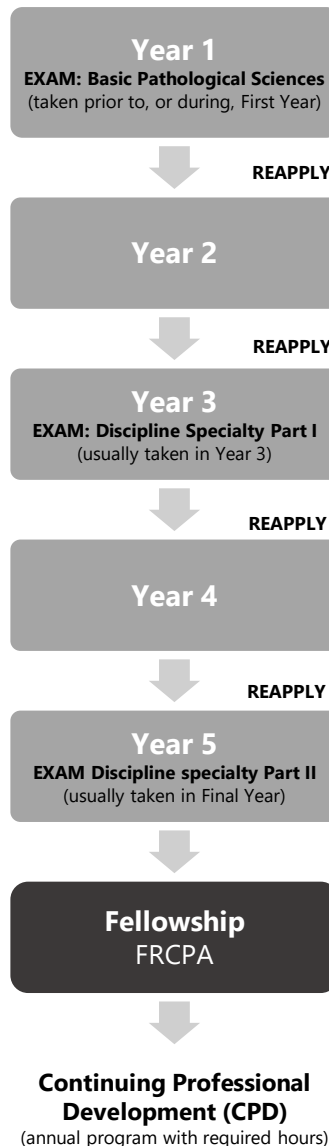 Year 1
EXAM: Basic Pathological Sciences
(taken prior to, or during, First Year)
REAPPLY
Year 2
REAPPLY
Year 3
EXAM: Discipline Specialty Part I
(usually taken in Year 3)
REAPPLY
Year 4
REAPPLY
Year 5
EXAM Discipline specialty Part II
(usually taken in Final Year)
Fellowship
FRCPA
Continuing Professional
Development (CPD)
(annual program with required hours)